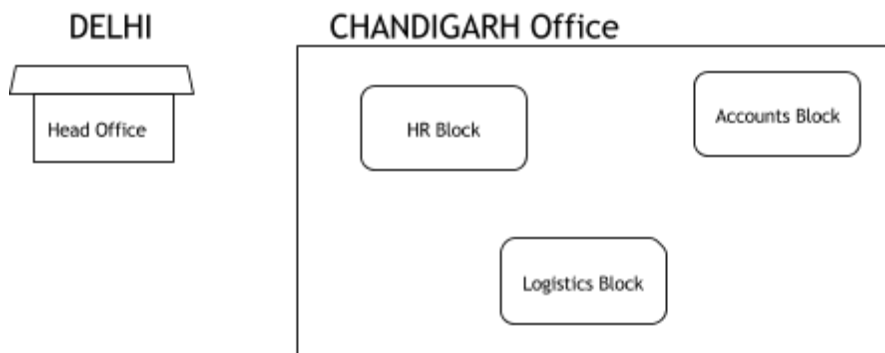 DELHI
CHANDIGARH Office
Head Office
HR Block
Accounts Block
Logistics Block